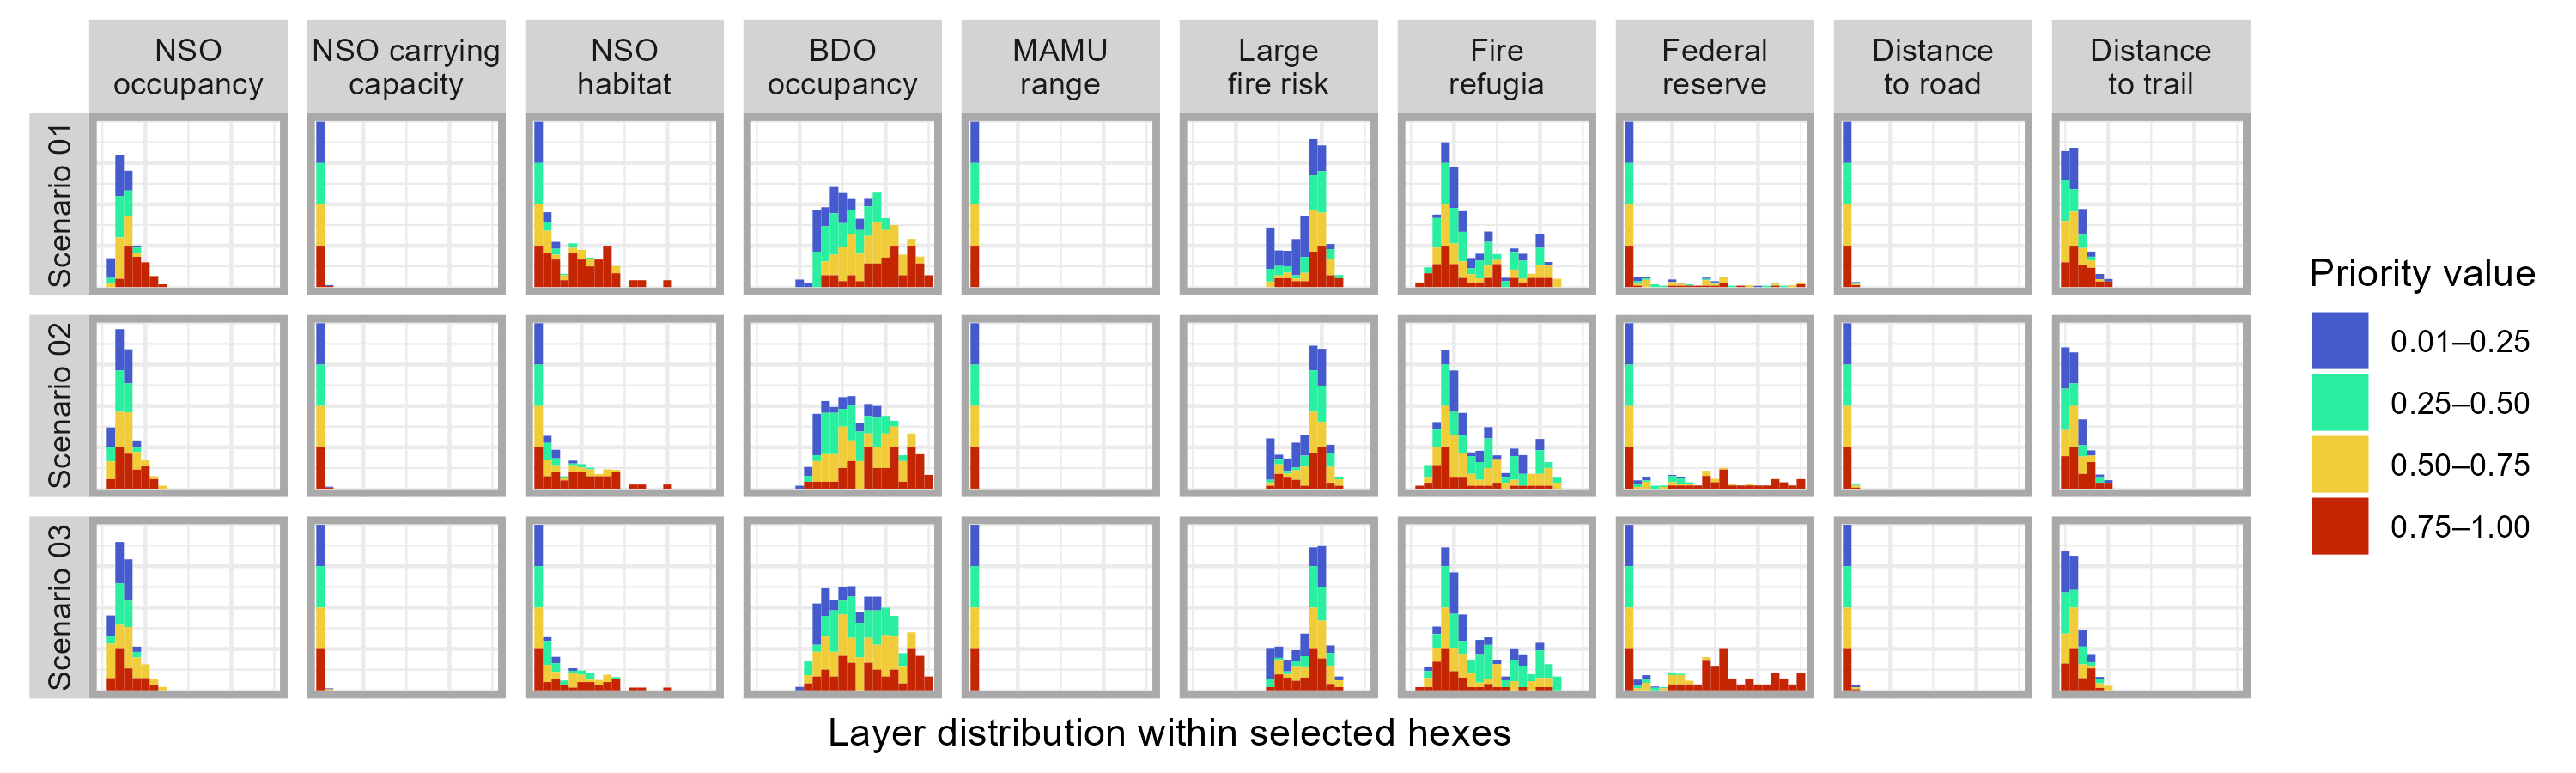 NSO
occupancy
NSO carrying
capacity
NSO
habitat
BDO
occupancy
MAMU
range
Large
fire risk
Fire
refugia
Federal
reserve
Distance
to road
Distance
to trail
Scenario 01
Scenario 02
Scenario 03
Layer distribution within selected hexes
Priority value
0.01–0.25
0.25–0.50
0.50–0.75
0.75–1.00